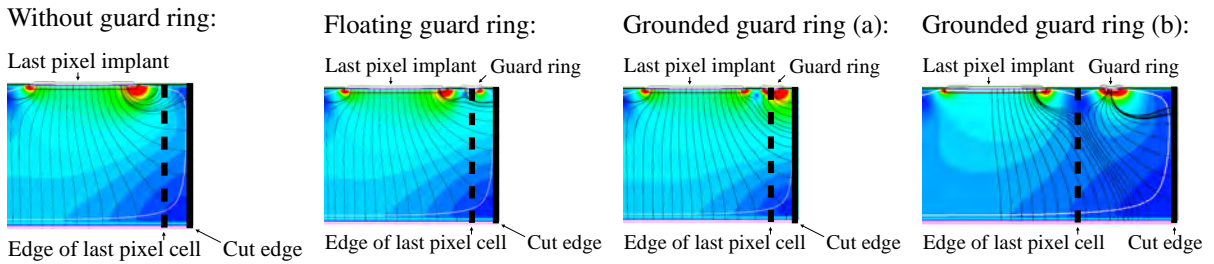 Without guard ring:
Last pixel implant
Edge of last pixel cell
Cut edge
Floating guard ring:
Last pixel implant
Guard ring
Edge of last pixel cell
Cut edge
Grounded guard ring (a):
Last pixel implant
Guard ring
Edge of last pixel cell
Cut edge
Grounded guard ring (b):
Last pixel implant
Guard ring
Edge of last pixel cell
Cut edge